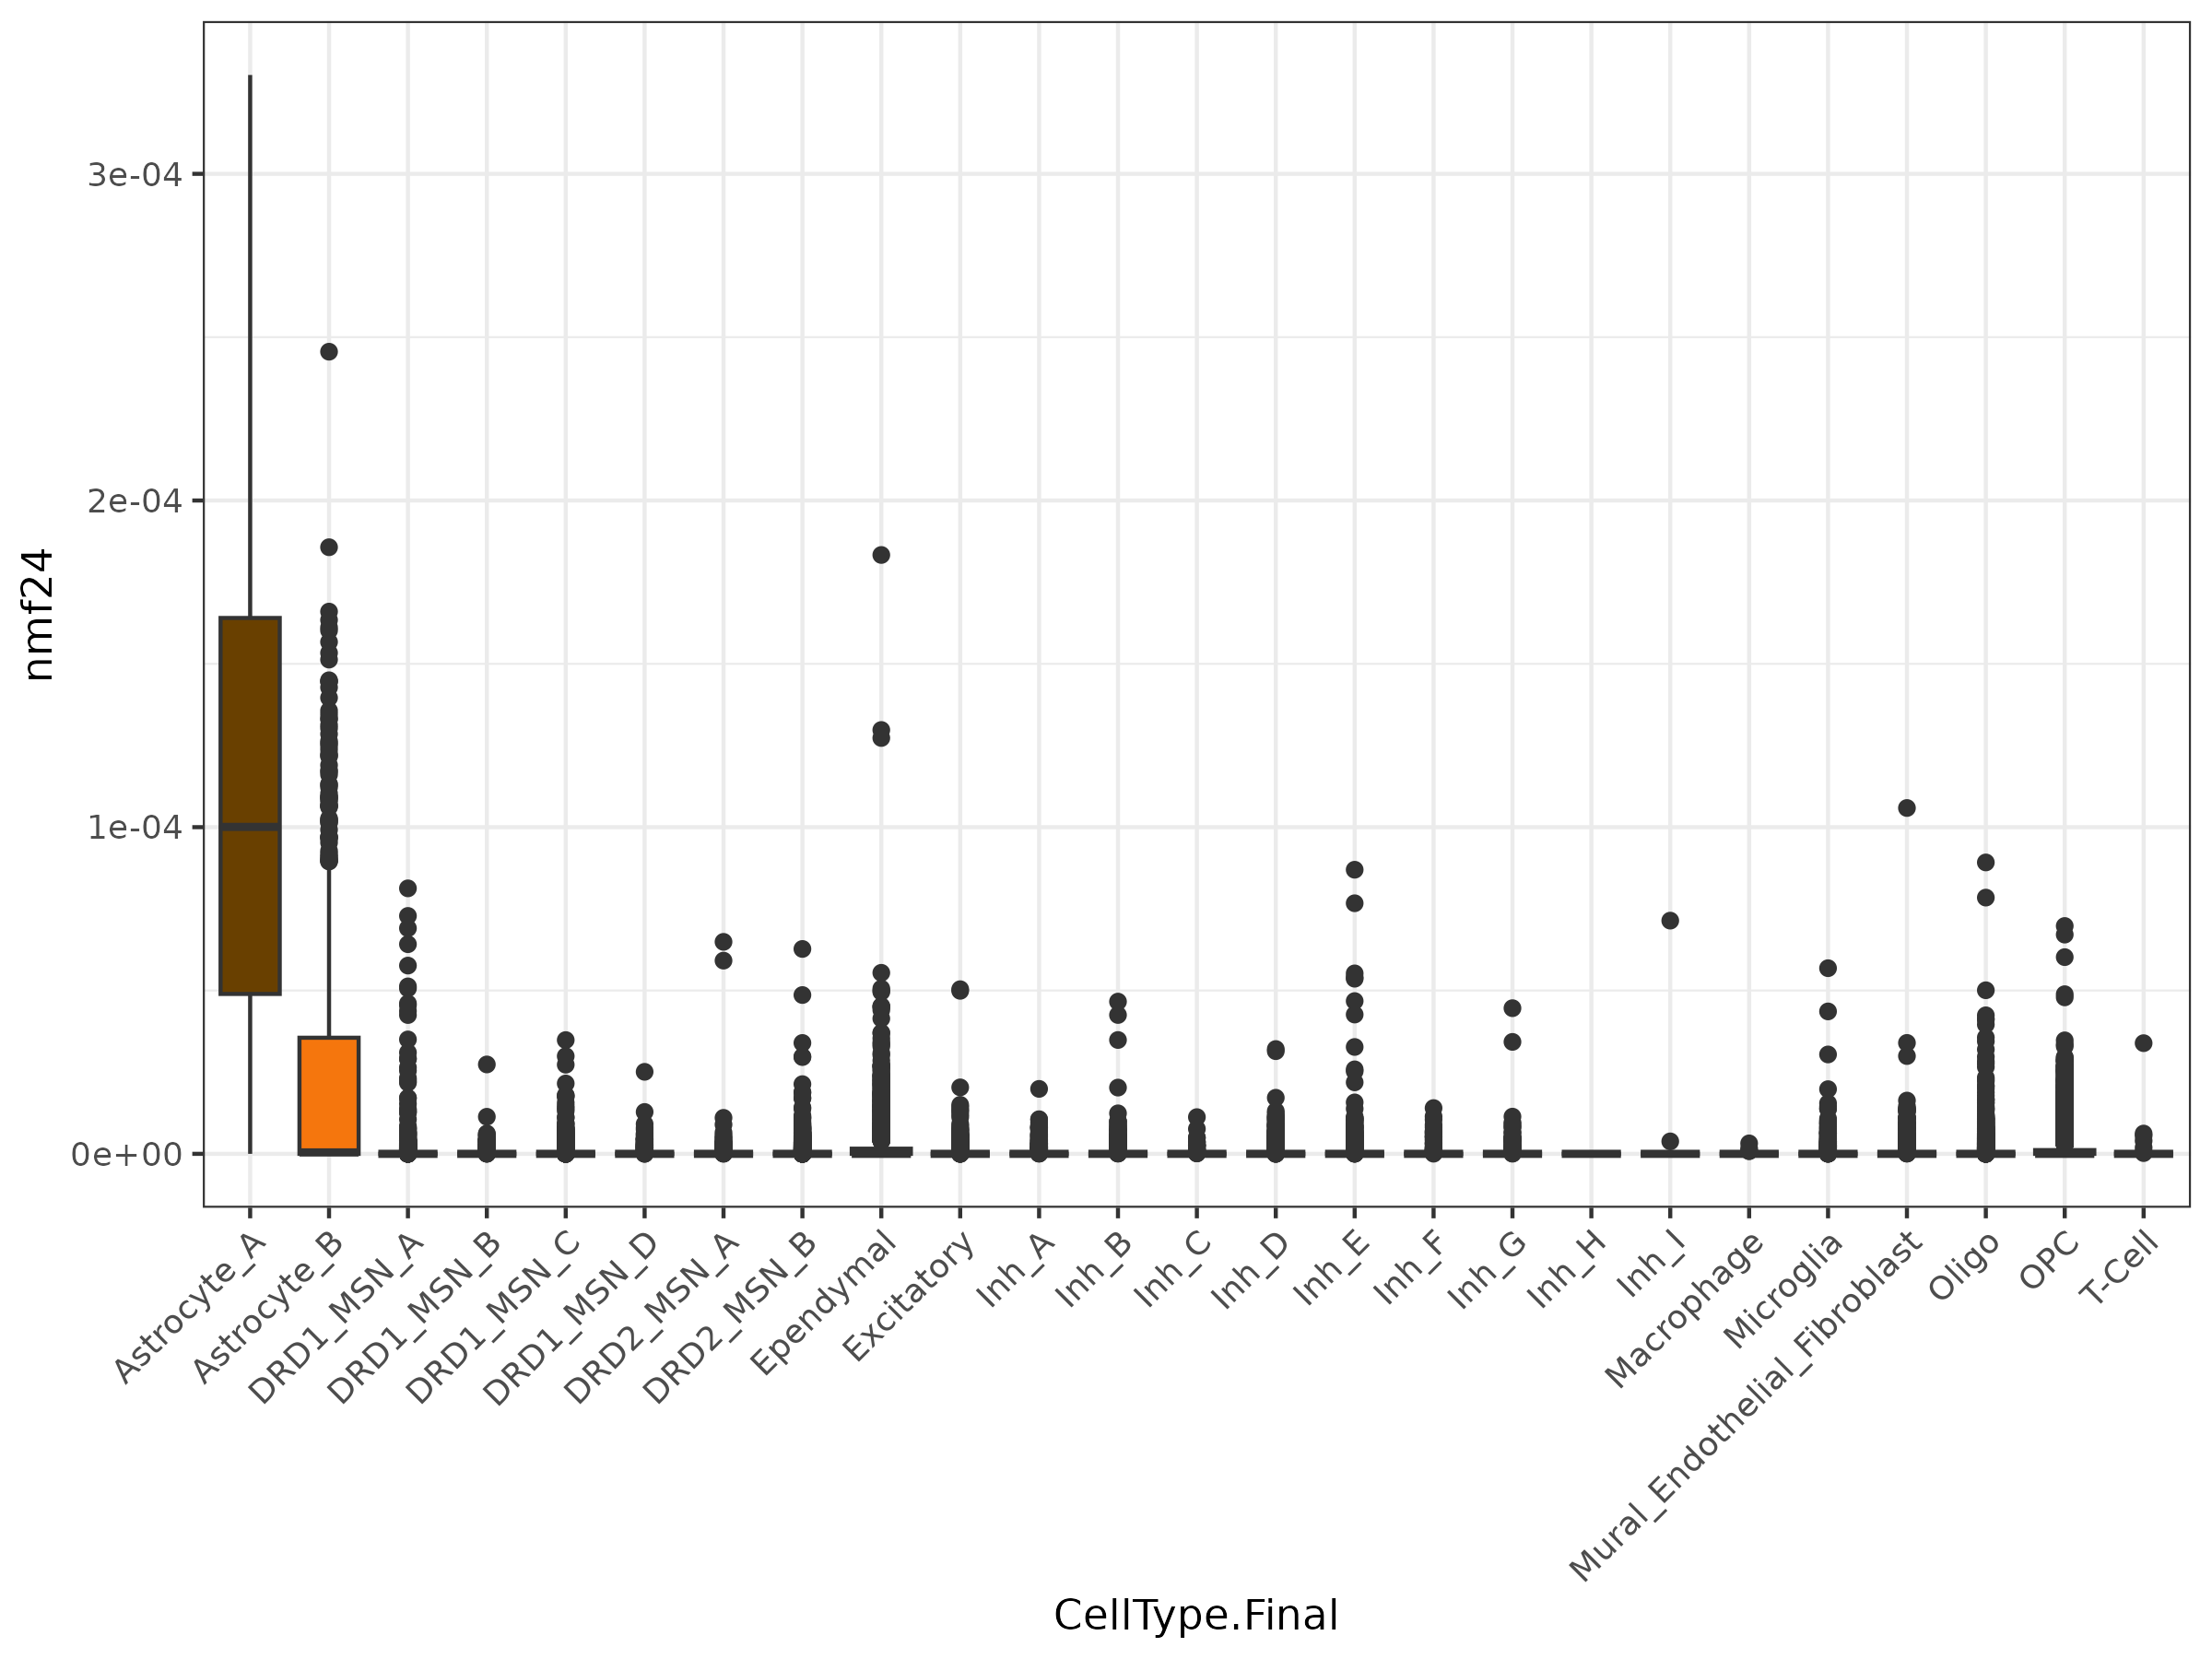 nmf24
3e-04
2e-04
1e-04
0e+00
Astrocyte_A
Astrocyte_B
DRD1_MSN_A
DRD1_MSN_B
DRD1_MSN_C
DRD1_MSN_D
DRD2_MSN_A
DRD2_MSN_B
Ependymal
Excitatory
Inh_A
Inh_B
Inh_C
Inh_D
Inh_E
Inh_F
Inh_G
Inh_H
Inh_I
Macrophage
Microglia
Mural_Endothelial_Fibroblast
Oligo
OPC
T-Cell
CellType.Final